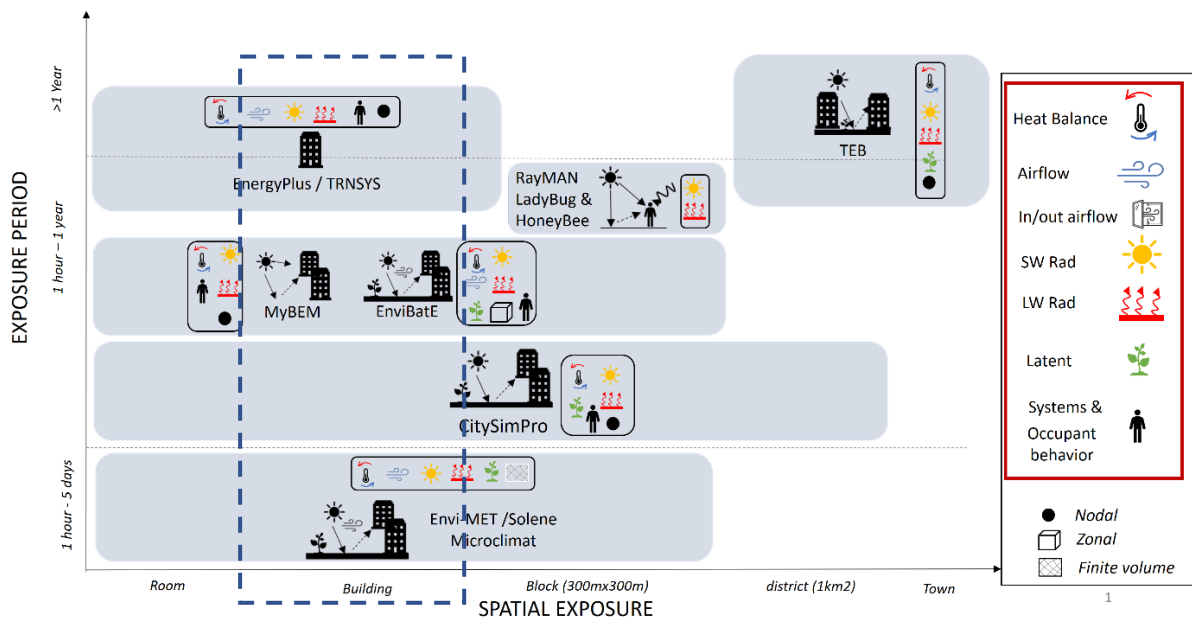 EXPOSURE PERIOD
>1 Year
1 hour – 1 year
1 hour - 5 days
EnergyPlus / TRNSYS
RayMAN
LadyBug &
HoneyBee
TEB
MyBEM
EnviBatE
CitySimPro
Envi-MET /Solene
Microclimat
Room
Building
Block (300mx300m)
district (1km2)
Town
SPATIAL EXPOSURE
Heat Balance
Airflow
In/out airflow
SW Rad
LW Rad
Latent
Systems &
Occupant
behavior
Nodal
Zonal
Finite volume
1